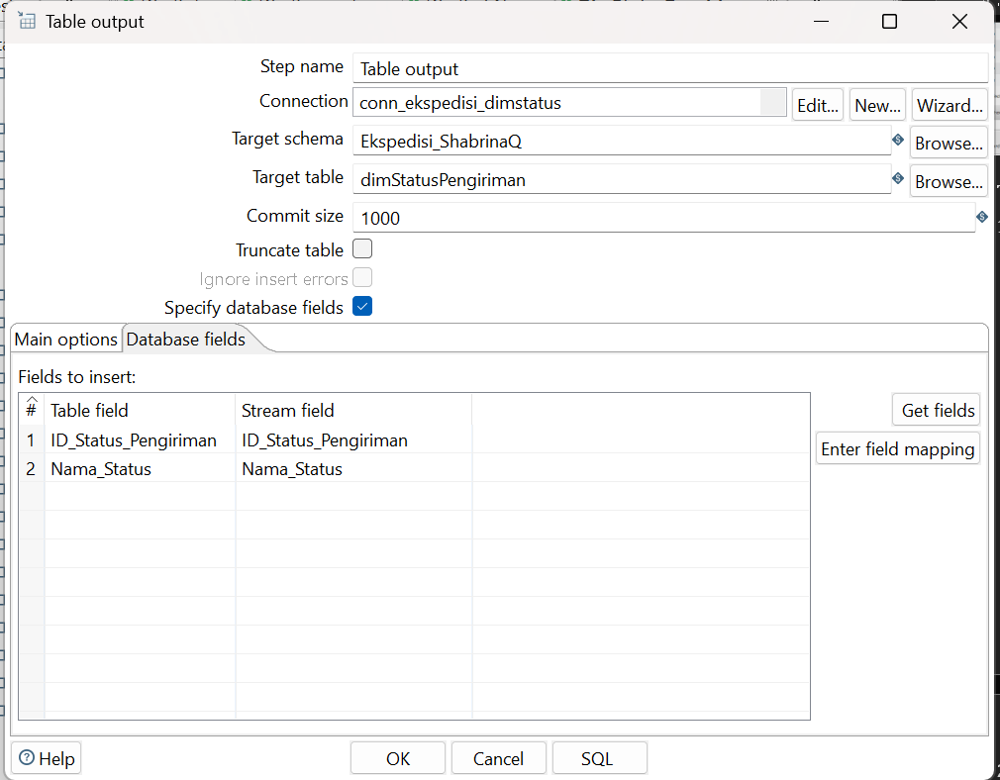 Table output
Step name Table output
Connection conn_ekspedisi_dimstatus Edit... New... Wizard...
Target schema Ekspedisi_ShabrinaQ Browse...
Target table dimStatusPengiriman Browse...
Commit size 1000
Truncate table
Ignore insert errors
Specify database fields
Main options Database fields
Fields to insert:
# Table field Stream field Get fields
1 ID_Status_Pengiriman ID_Status_Pengiriman
Enter field mapping
2 Nama_Status Nama_Status
Help OK Cancel SQL